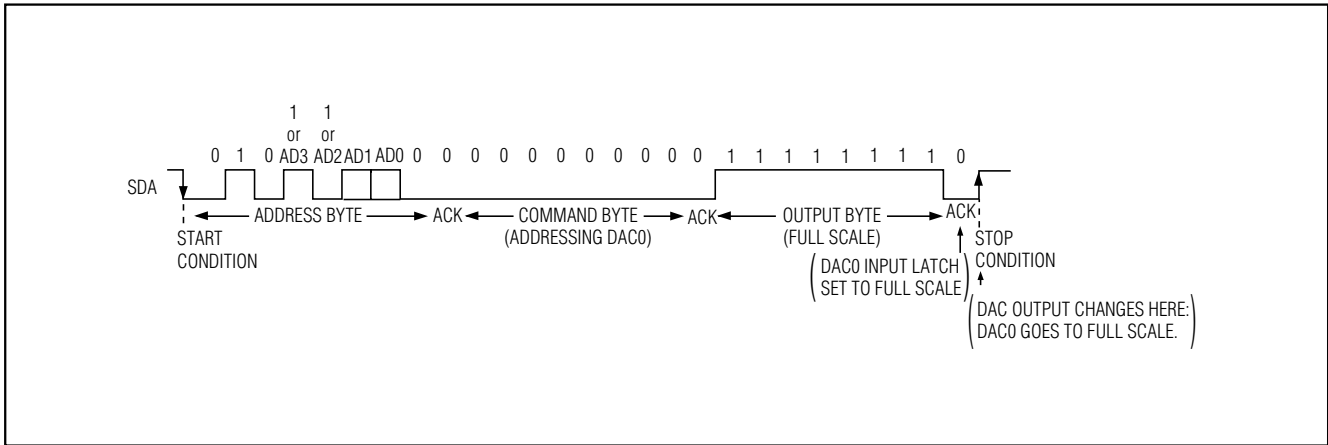 1 1
or or
0 1 0 AD3 AD2 AD1 AD0 0 0 0 0 0 0 0 0 0 0 0 1 1 1 1 1 1 1 1 0
SDA
ADDRESS BYTE ACK COMMAND BYTE ACK OUTPUT BYTE ACK
(ADDRESSING DAC0) (FULL SCALE)
START
CONDITION
STOP
CONDITION
(DAC0 INPUT LATCH
SET TO FULL SCALE)
(DAC OUTPUT CHANGES HERE:
DAC0 GOES TO FULL SCALE.)